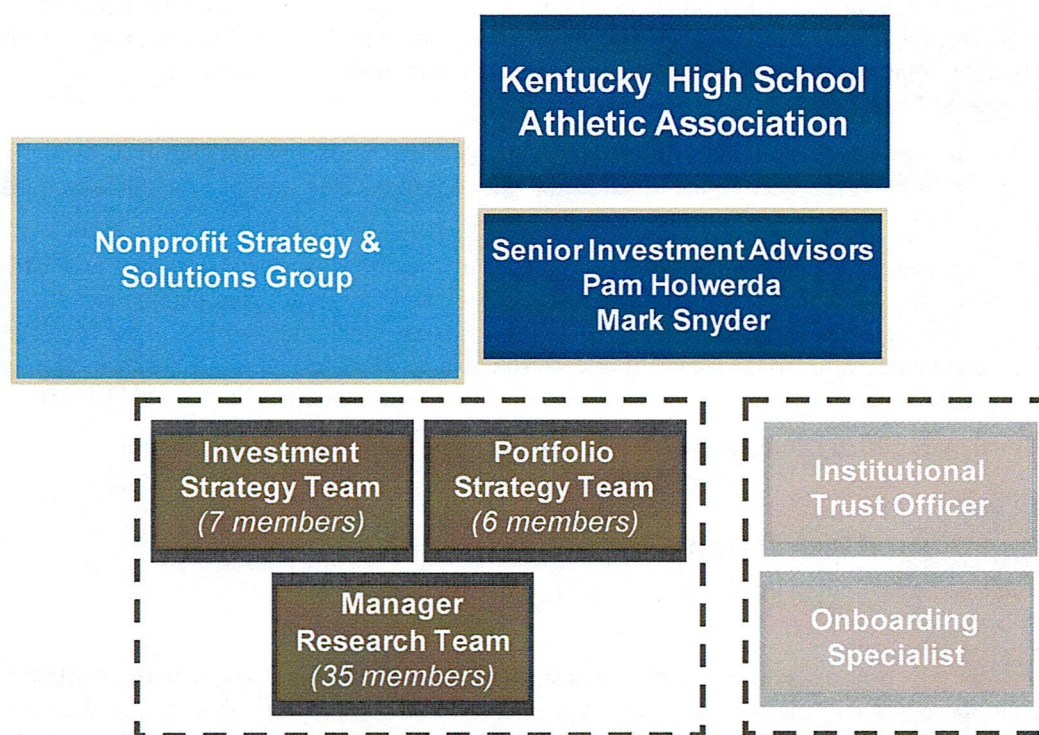 Kentucky High School
Athletic Association
Nonprofit Strategy &
Solutions Group
Senior Investment Advisors
Pam Holwerda
Mark Snyder
Investment
Strategy Team
(7 members)
Portfolio
Strategy Team
(6 members)
Manager
Research Team
(35 members)
Institutional
Trust Officer
Onboarding
Specialist